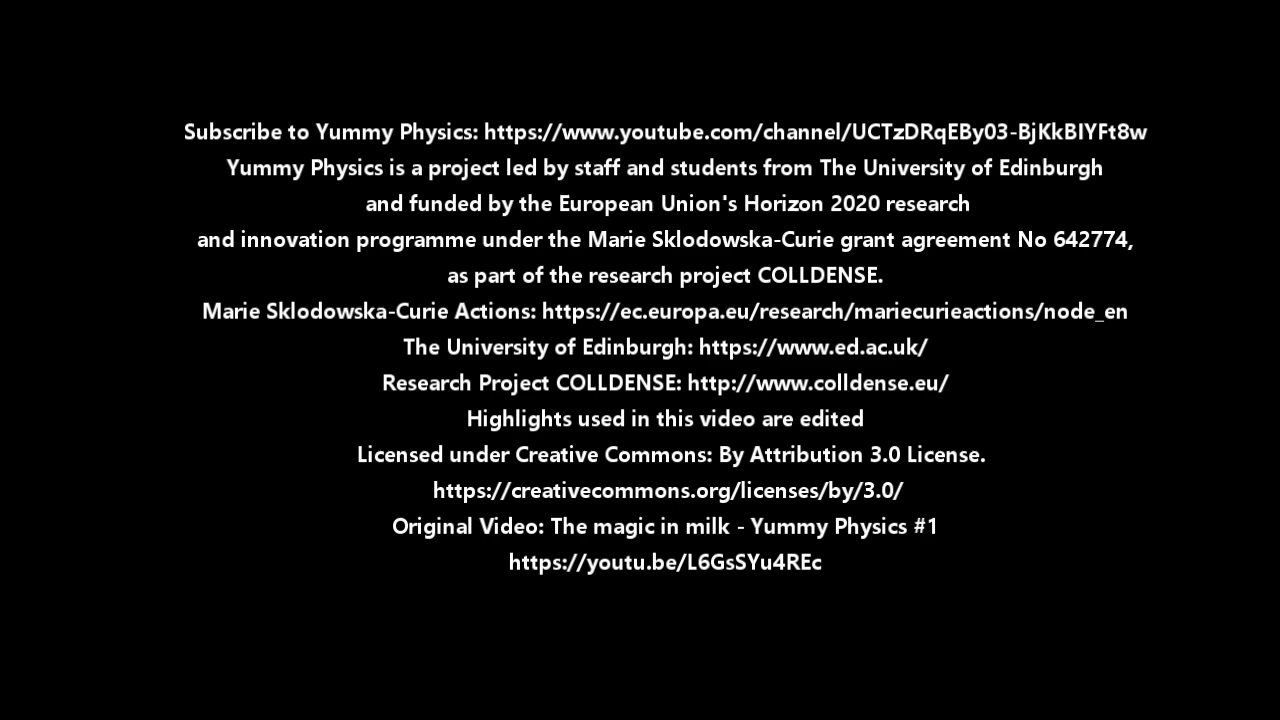 Subscribe to Yummy Physics: https://www.youtube.com/channel/UCTzDRqEBy03-BjKkBIYFt8w
Yummy Physics is a project led by staff and students from The University of Edinburgh
and funded by the European Union's Horizon 2020 research
and innovation programme under the Marie Sklodowska-Curie grant agreement No 642774,
as part of the research project COLLDENSE.
Marie Sklodowska-Curie Actions: https://ec.europa.eu/research/mariecurieactions/node_en
The University of Edinburgh: https://www.ed.ac.uk/
Research Project COLLDENSE: http://www.colldense.eu/
Highlights used in this video are edited
Licensed under Creative Commons: By Attribution 3.0 License.
https://creativecommons.org/licenses/by/3.0/
Original Video: The magic in milk - Yummy Physics #1
https://youtu.be/L6GsSYu4REc